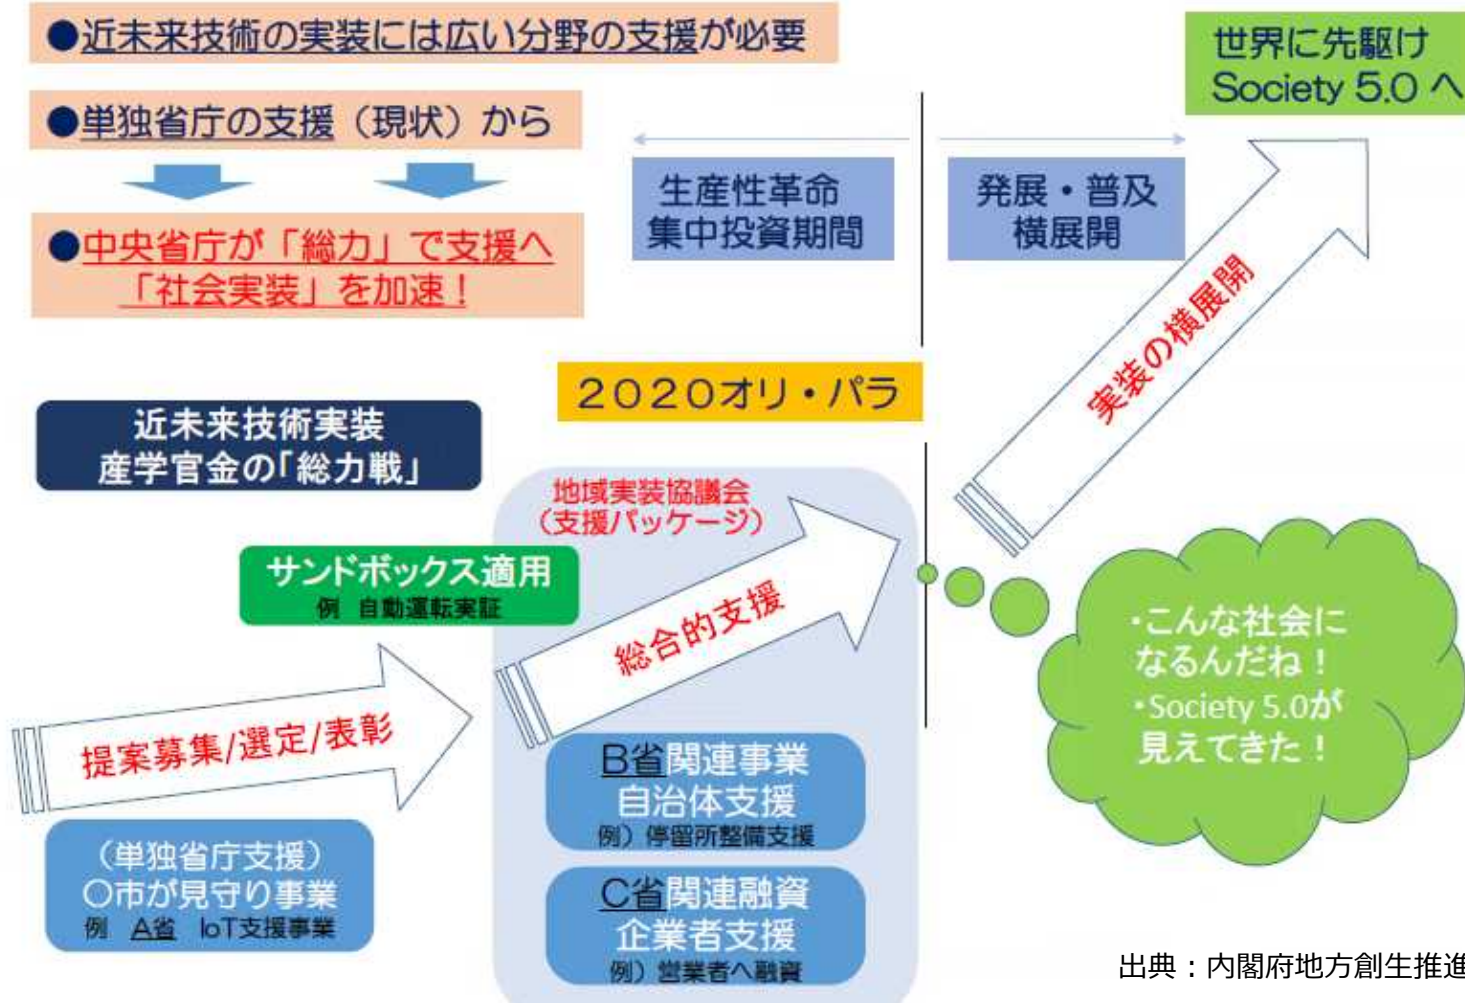 ●近未来技術の実装には広い分野の支援が必要
●単独省庁の支援（現状）から
●中央省庁が「総力」で支援へ
「社会実装」を加速！
世界に先駆け
Society 5.0 へ
生産性革命
集中投資期間
発展・普及
横展開
実装の横展開
２０２０オリ・パラ
近未来技術実装
産学官金の「総力戦」
地域実装協議会
（支援パッケージ）
サンドボックス適用
例 自動運転実証
総合的支援
提案募集/選定/表彰
・こんな社会に
なるんだね！
・Society 5.0が
見えてきた！
（単独省庁支援）
〇市が見守り事業
例 A省 IoT支援事業
B省関連事業
自治体支援
例）停留所整備支援
C省関連融資
企業者支援
例）営業者へ融資
出典：内閣府地方創生推進